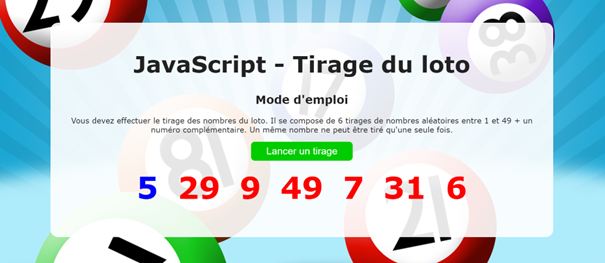 JavaScript - Tirage du loto
Mode d'emploi
Vous devez effectuer le tirage des nombres du loto. Il se compose de 6 tirages de nombres aléatoires entre 1 et 49 + un
numéro complémentaire. Un même nombre ne peut être tiré qu'une seule fois.
Lancer un tirage
5 29 9 49 7 31 6